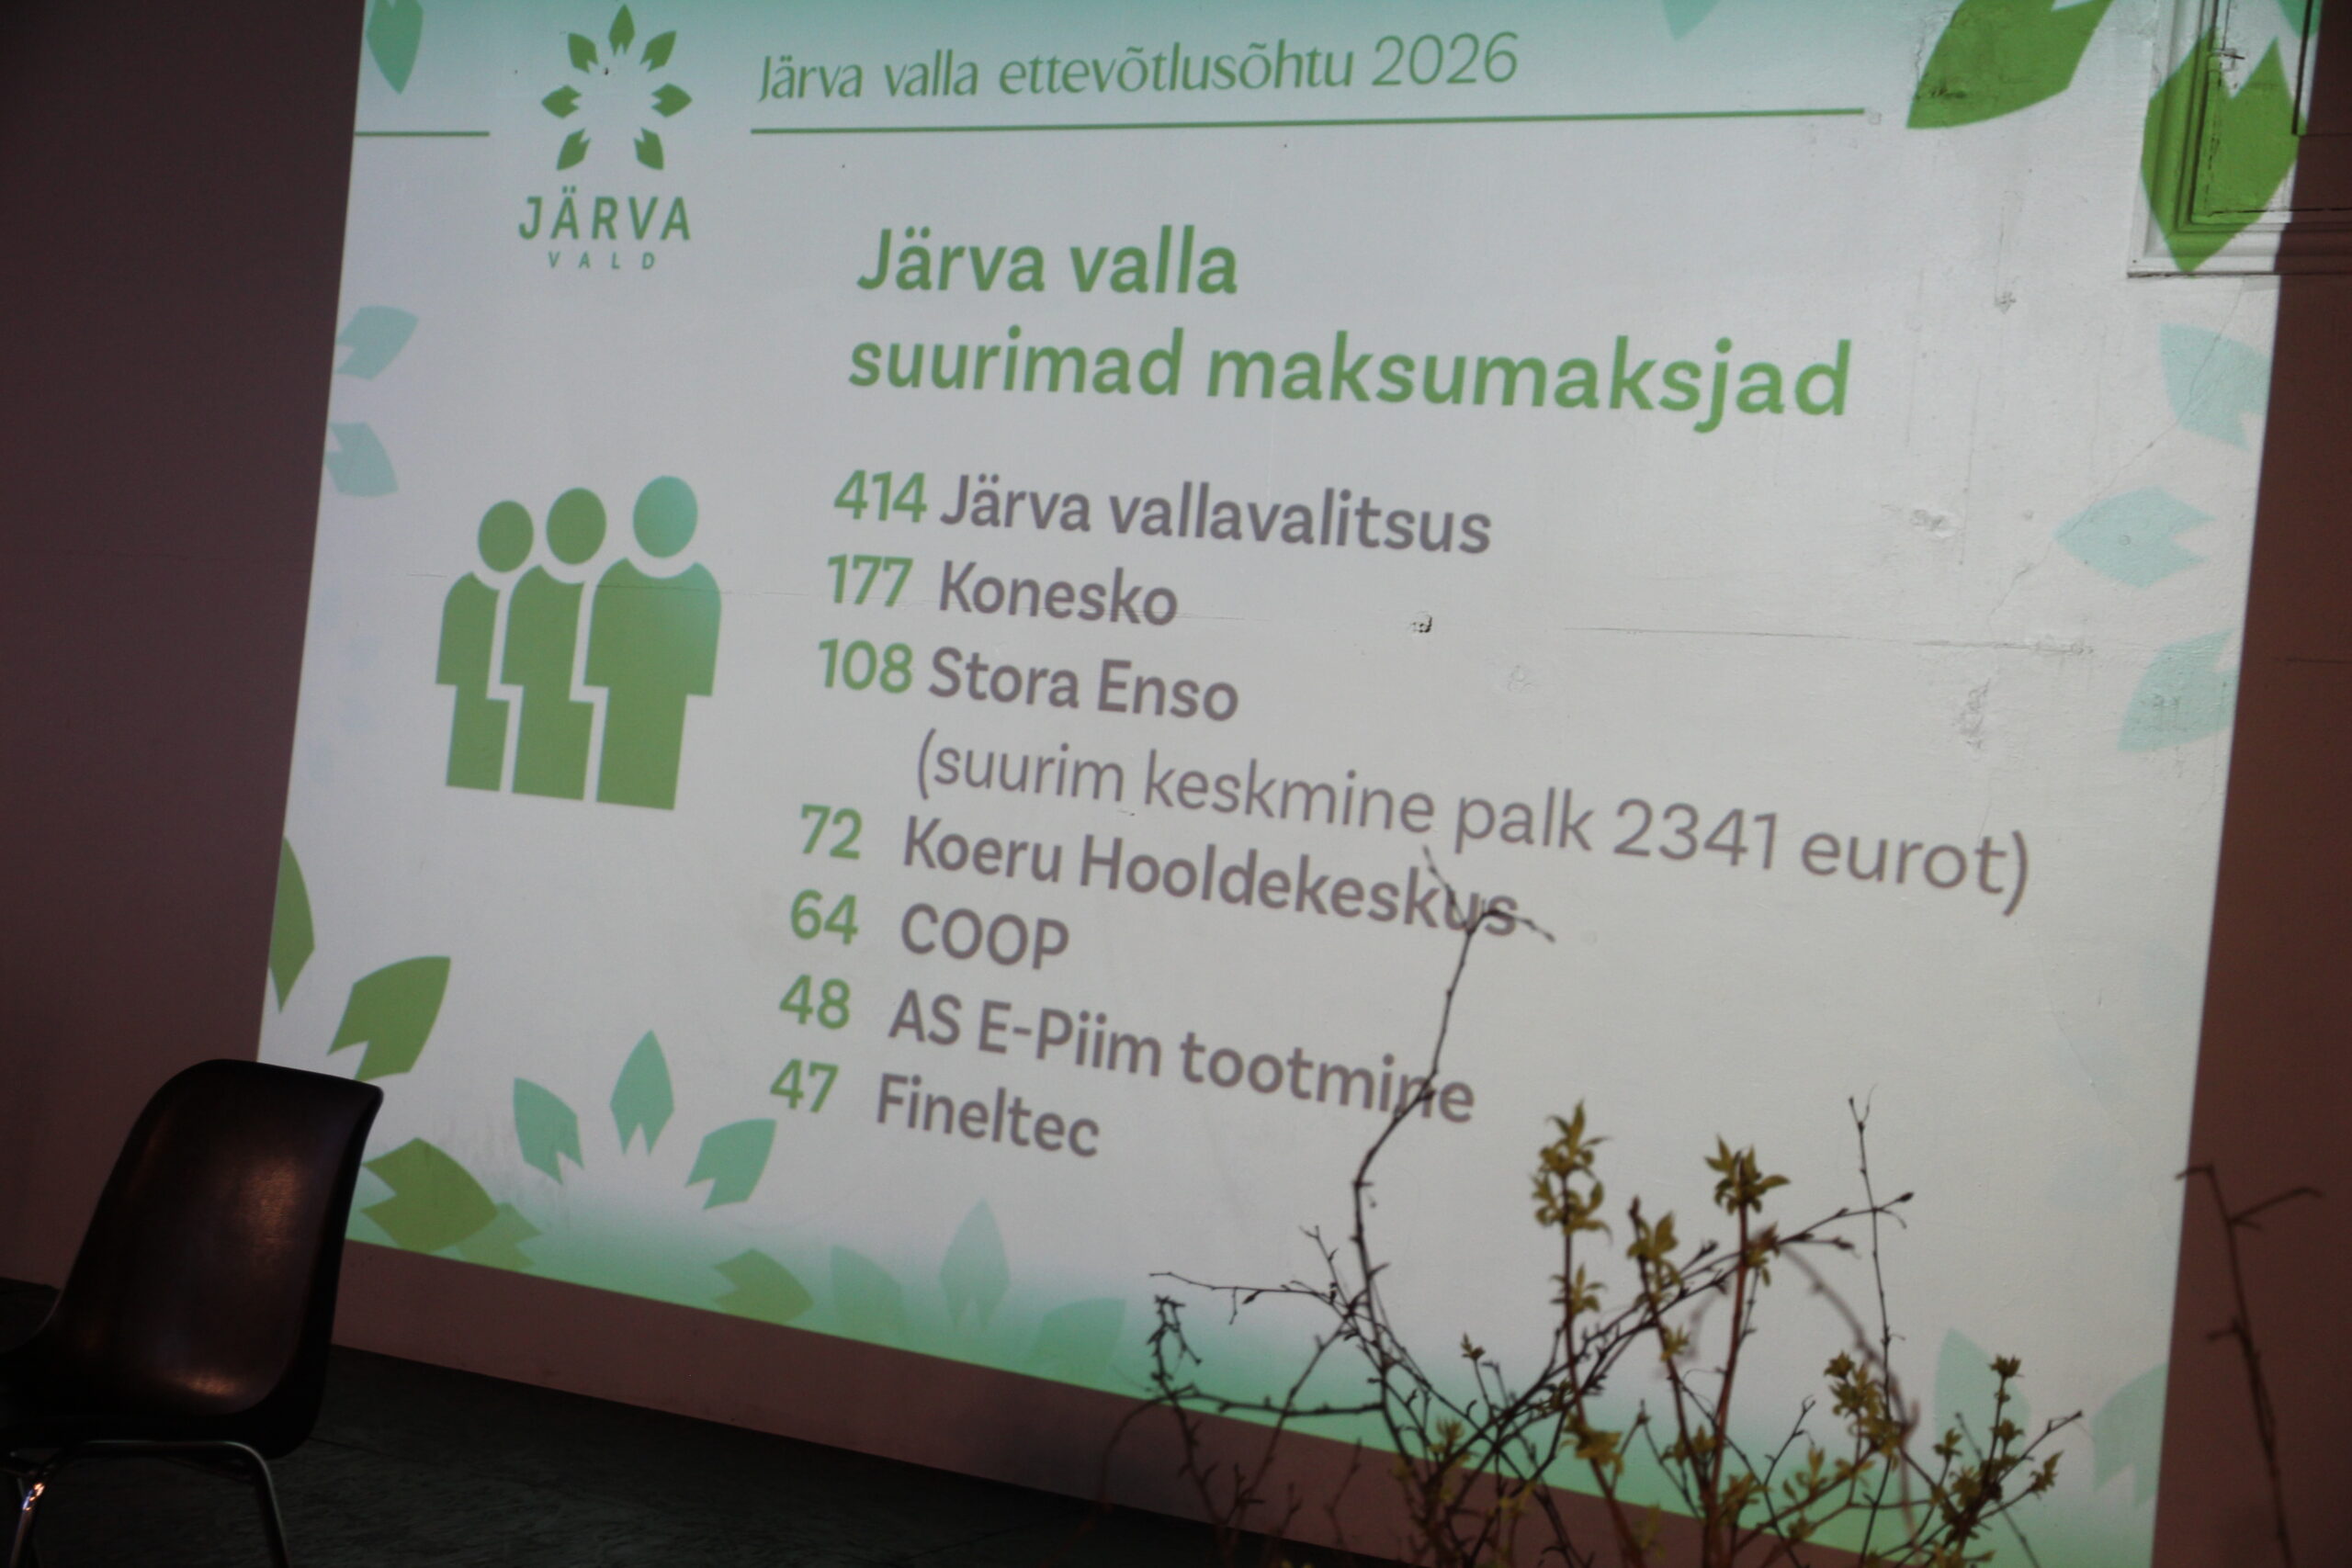 Järva valla ettevõtlusõhtu 2026
JÄRVA
VALD
Järva valla
suurimad maksumaksjad
414 Järva vallavalitsus
177 Konesko
108 Stora Enso
(suurim keskmine palk 2341 eurot)
72 Koeru Hooldekeskus
64 COOP
48 AS E-Piim tootmine
47 Fineltec